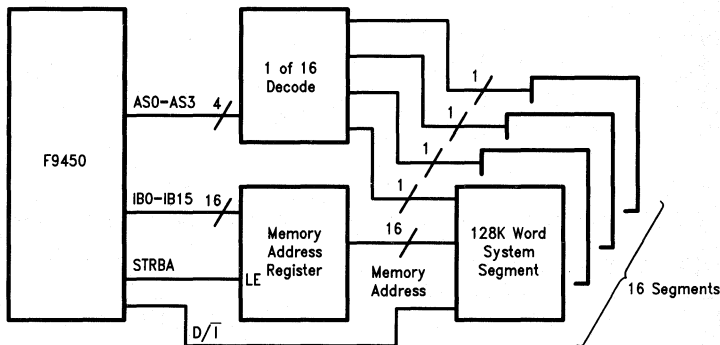 F9450
AS0-AS3
4
1 of 16
Decode
1
1
1
1
IB0-IB15
16
STRBA
LE
Memory
Address
Register
16
Memory
Address
128K Word
System
Segment
D/I̅
16 Segments